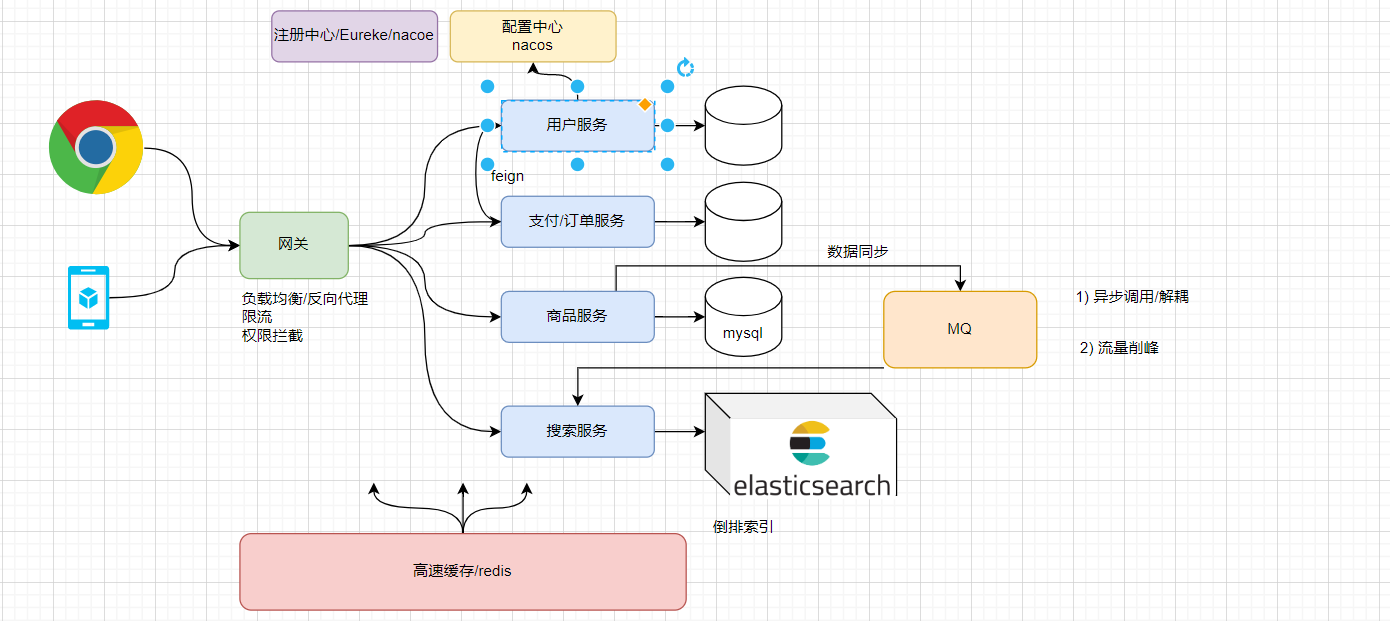 注册中心/Eureke/nacoe
配置中心
nacos
用户服务
feign
支付/订单服务
网关
数据同步
负载均衡/反向代理
限流
权限拦截
商品服务
mysql
MQ
1) 异步调用/解耦
2) 流量削峰
搜索服务
elasticsearch
倒排索引
高速缓存/redis